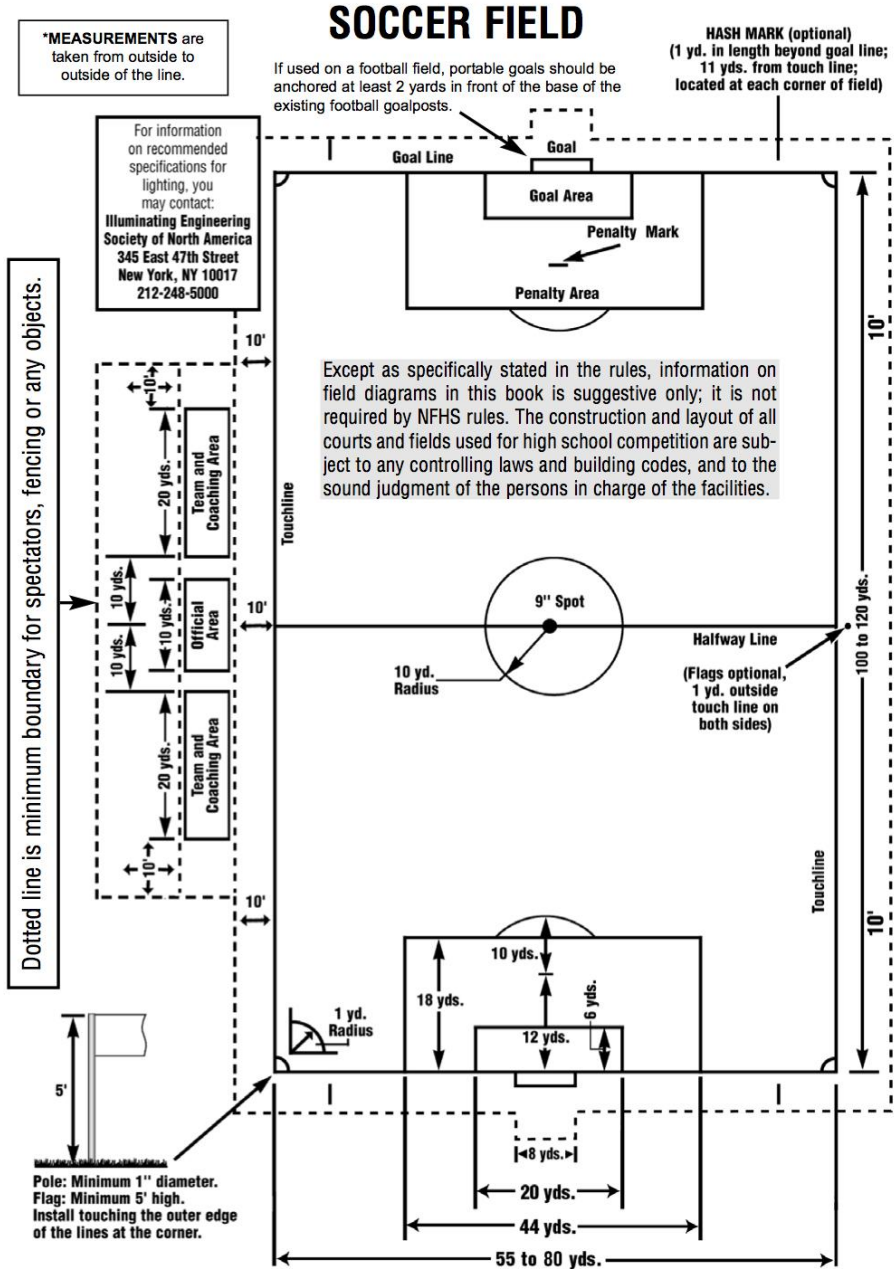 SOCCER FIELD
*MEASUREMENTS are
taken from outside to
outside of the line.
If used on a football field, portable goals should be
anchored at least 2 yards in front of the base of the
existing football goalposts.
HASH MARK (optional)
(1 yd. in length beyond goal line;
11 yds. from touch line;
located at each corner of field)
For information
on recommended
specifications for
lighting, you
may contact:
Illuminating Engineering
Society of North America
345 East 47th Street
New York, NY 10017
212-248-5000
Goal Line
Goal
Goal Area
Penalty Mark
Penalty Area
Dotted line is minimum boundary for spectators, fencing or any objects.
10'
10'
10'
Except as specifically stated in the rules, information on
field diagrams in this book is suggestive only; it is not
required by NFHS rules. The construction and layout of all
courts and fields used for high school competition are sub-
ject to any controlling laws and building codes, and to the
sound judgment of the persons in charge of the facilities.
20 yds.
Team and
Coaching Area
Touchline
10 yds.
10 yds.
10 yds.
Official
Area
10'
9" Spot
10 yd.
Radius
Halfway Line
(Flags optional,
1 yd. outside
touch line on
both sides)
100 to 120 yds.
20 yds.
Team and
Coaching Area
10'
10'
Touchline
10'
10 yds.
18 yds.
12 yds.
6 yds.
1 yd.
Radius
5'
Pole: Minimum 1" diameter.
Flag: Minimum 5' high.
Install touching the outer edge
of the lines at the corner.
8 yds.
20 yds.
44 yds.
55 to 80 yds.